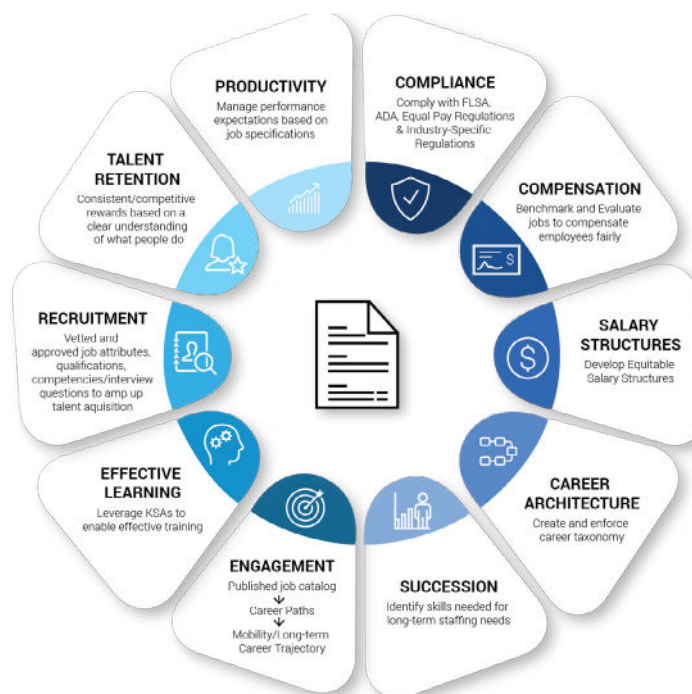 PRODUCTIVITY
Manage performance
expectations based on
job specifications
COMPLIANCE
Comply with FLSA,
ADA, Equal Pay Regulations
& Industry-Specific
Regulations
COMPENSATION
Benchmark and Evaluate
jobs to compensate
employees fairly
$
SALARY
STRUCTURES
Develop Equitable
Salary Structures
$
CAREER
ARCHITECTURE
Create and enforce
career taxonomy
SUCCESSION
Identify skills needed for
long-term staffing needs
ENGAGEMENT
Published job catalog
Career Paths
Mobility/Long-term
Career Trajectory
EFFECTIVE
LEARNING
Leverage KSAs to
enable effective training
RECRUITMENT
Vetted and
approved job attributes,
qualifications,
competencies/interview
questions to amp up
talent aquisition
TALENT
RETENTION
Consistent/competitive
rewards based on a
clear understanding
of what people do